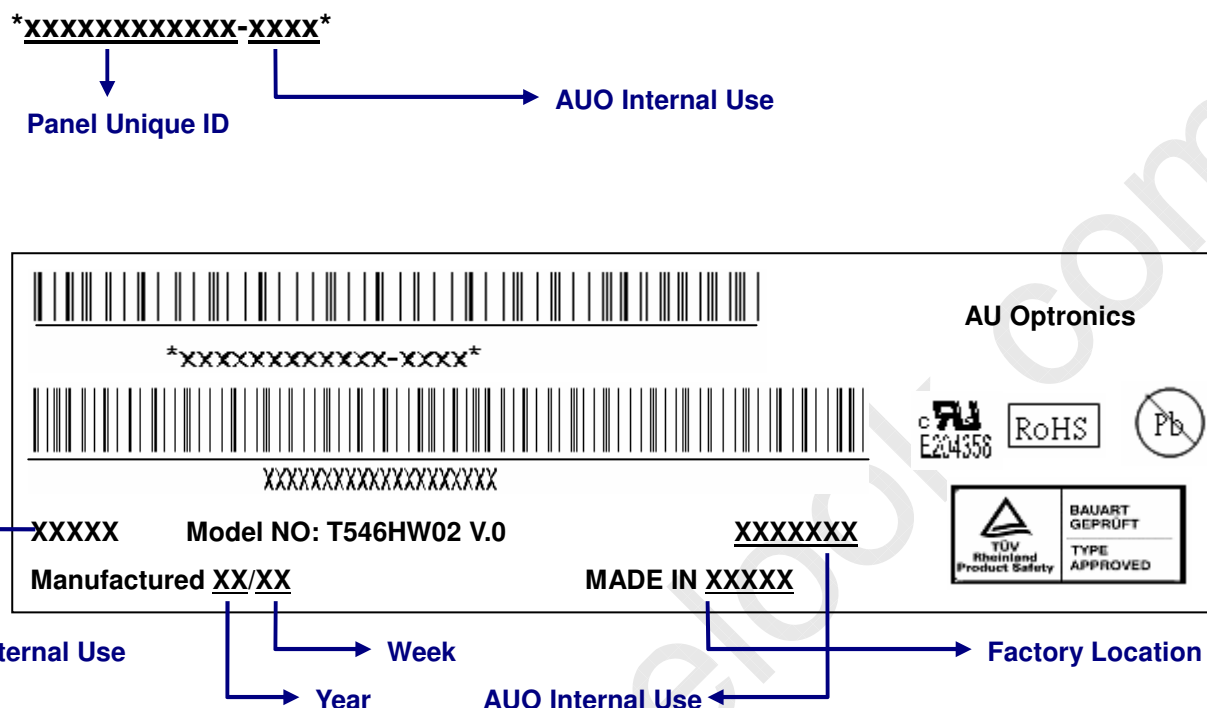 *xxxxxxxxxxxx-xxxx*
AUO Internal Use
Panel Unique ID
AU Optronics
*xxxxxxxxxxxx-xxxx*
c
E204356
RoHS
Pb
XXXXXXXXXXXXXXXXXXXXXX
XXXXX Model NO: T546HW02 V.0 XXXXXXX
TÜV
Rheinland
Product Safety
BAUART
GEPRÜFT
TYPE
APPROVED
Manufactured XX/XX MADE IN XXXXX
ternal Use
Week
Factory Location
Year
AUO Internal Use